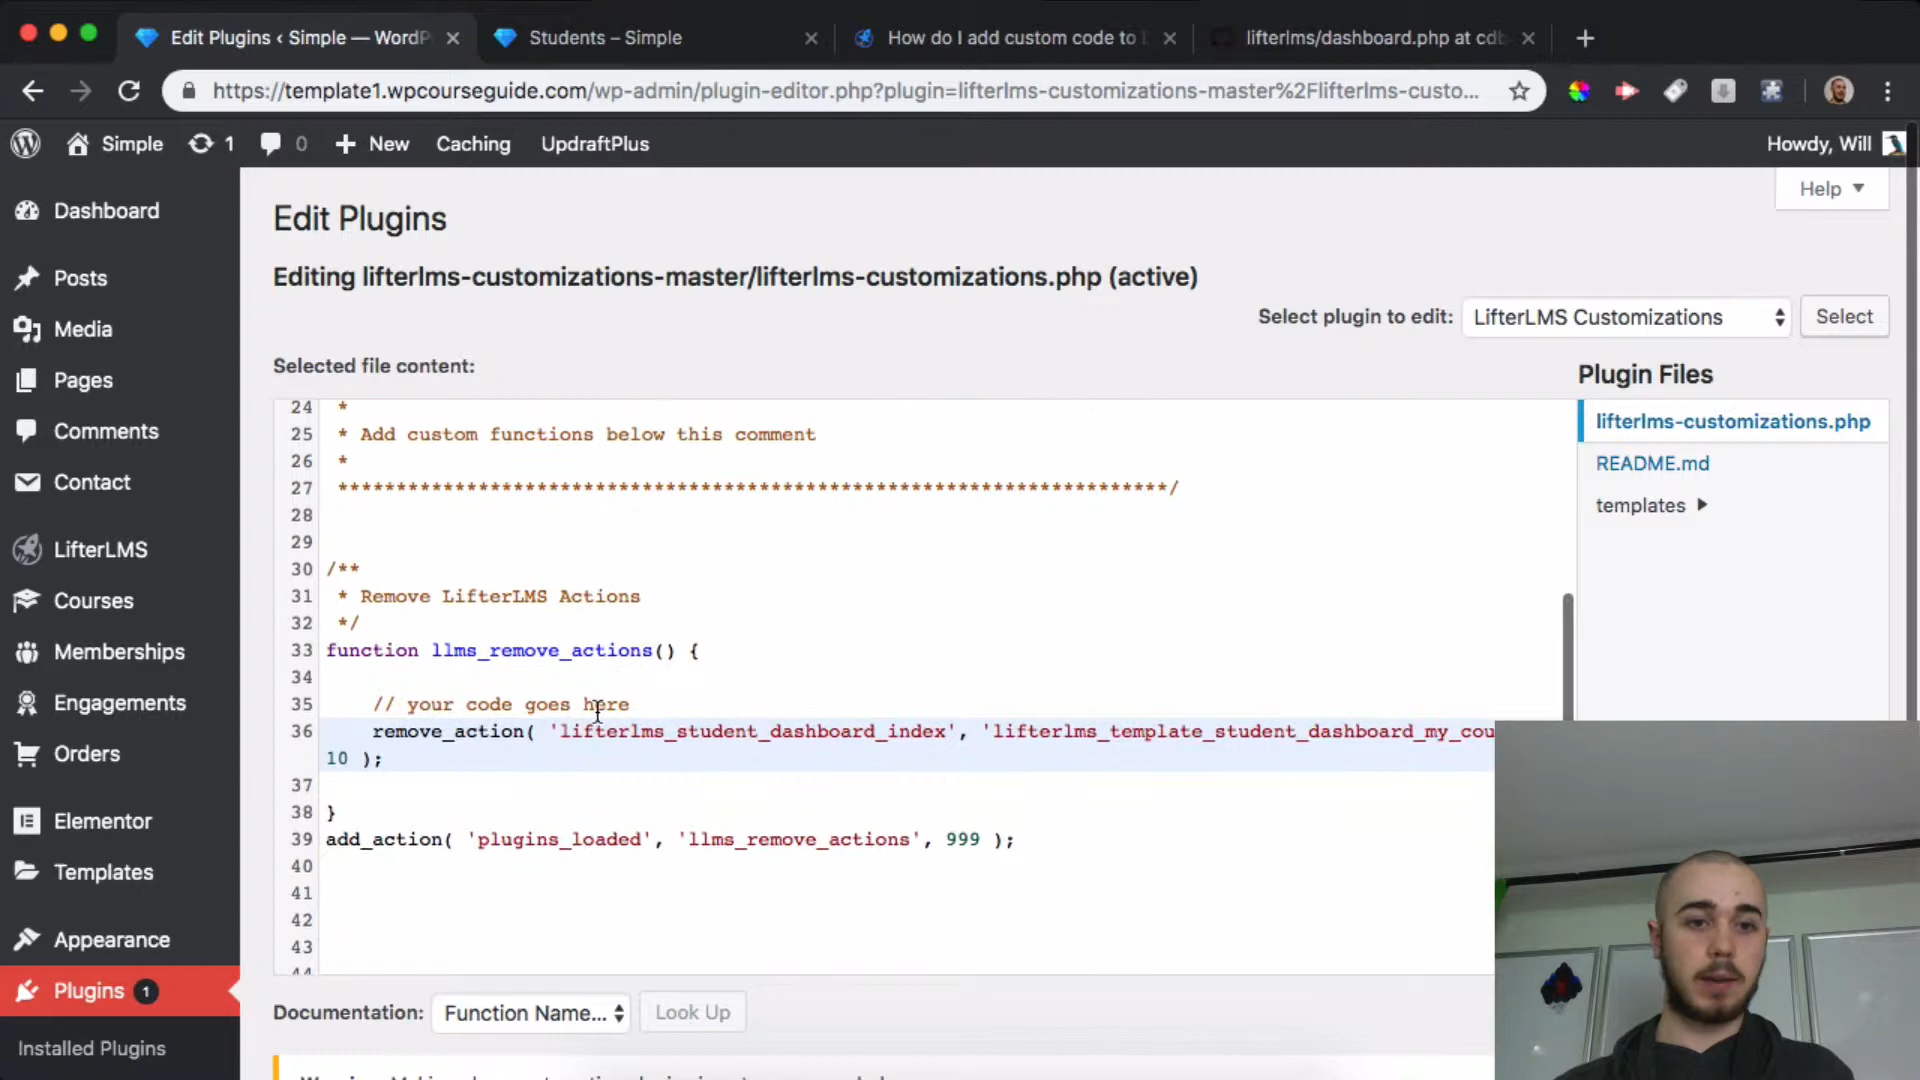 Edit Plugins ‹ Simple — WordP
Students – Simple
How do I add custom code to
lifterlms/dashboard.php at cdb
https://template1.wpcourseguide.com/wp-admin/plugin-editor.php?plugin=lifterlms-customizations-master%2Flifterlms-custo...
Simple
1
0
New
Caching
UpdraftPlus
Howdy, Will
Dashboard
Posts
Media
Pages
Comments
Contact
LifterLMS
Courses
Memberships
Engagements
Orders
Elementor
Templates
Appearance
Plugins 1
Installed Plugins
Help
Edit Plugins
Editing lifterlms-customizations-master/lifterlms-customizations.php (active)
Select plugin to edit: LifterLMS Customizations Select
Selected file content:
Plugin Files
lifterlms-customizations.php
README.md
templates
24 *
25 * Add custom functions below this comment
26 *
27 ***********************************************************************/
28
29
30 /**
31 * Remove LifterLMS Actions
32 */
33 function llms_remove_actions() {
34
35 // your code goes here
36 remove_action( 'lifterlms_student_dashboard_index', 'lifterlms_template_student_dashboard_my_cou
10 );
37
38 }
39 add_action( 'plugins_loaded', 'llms_remove_actions', 999 );
40
41
42
43
44
Documentation: Function Name... Look Up